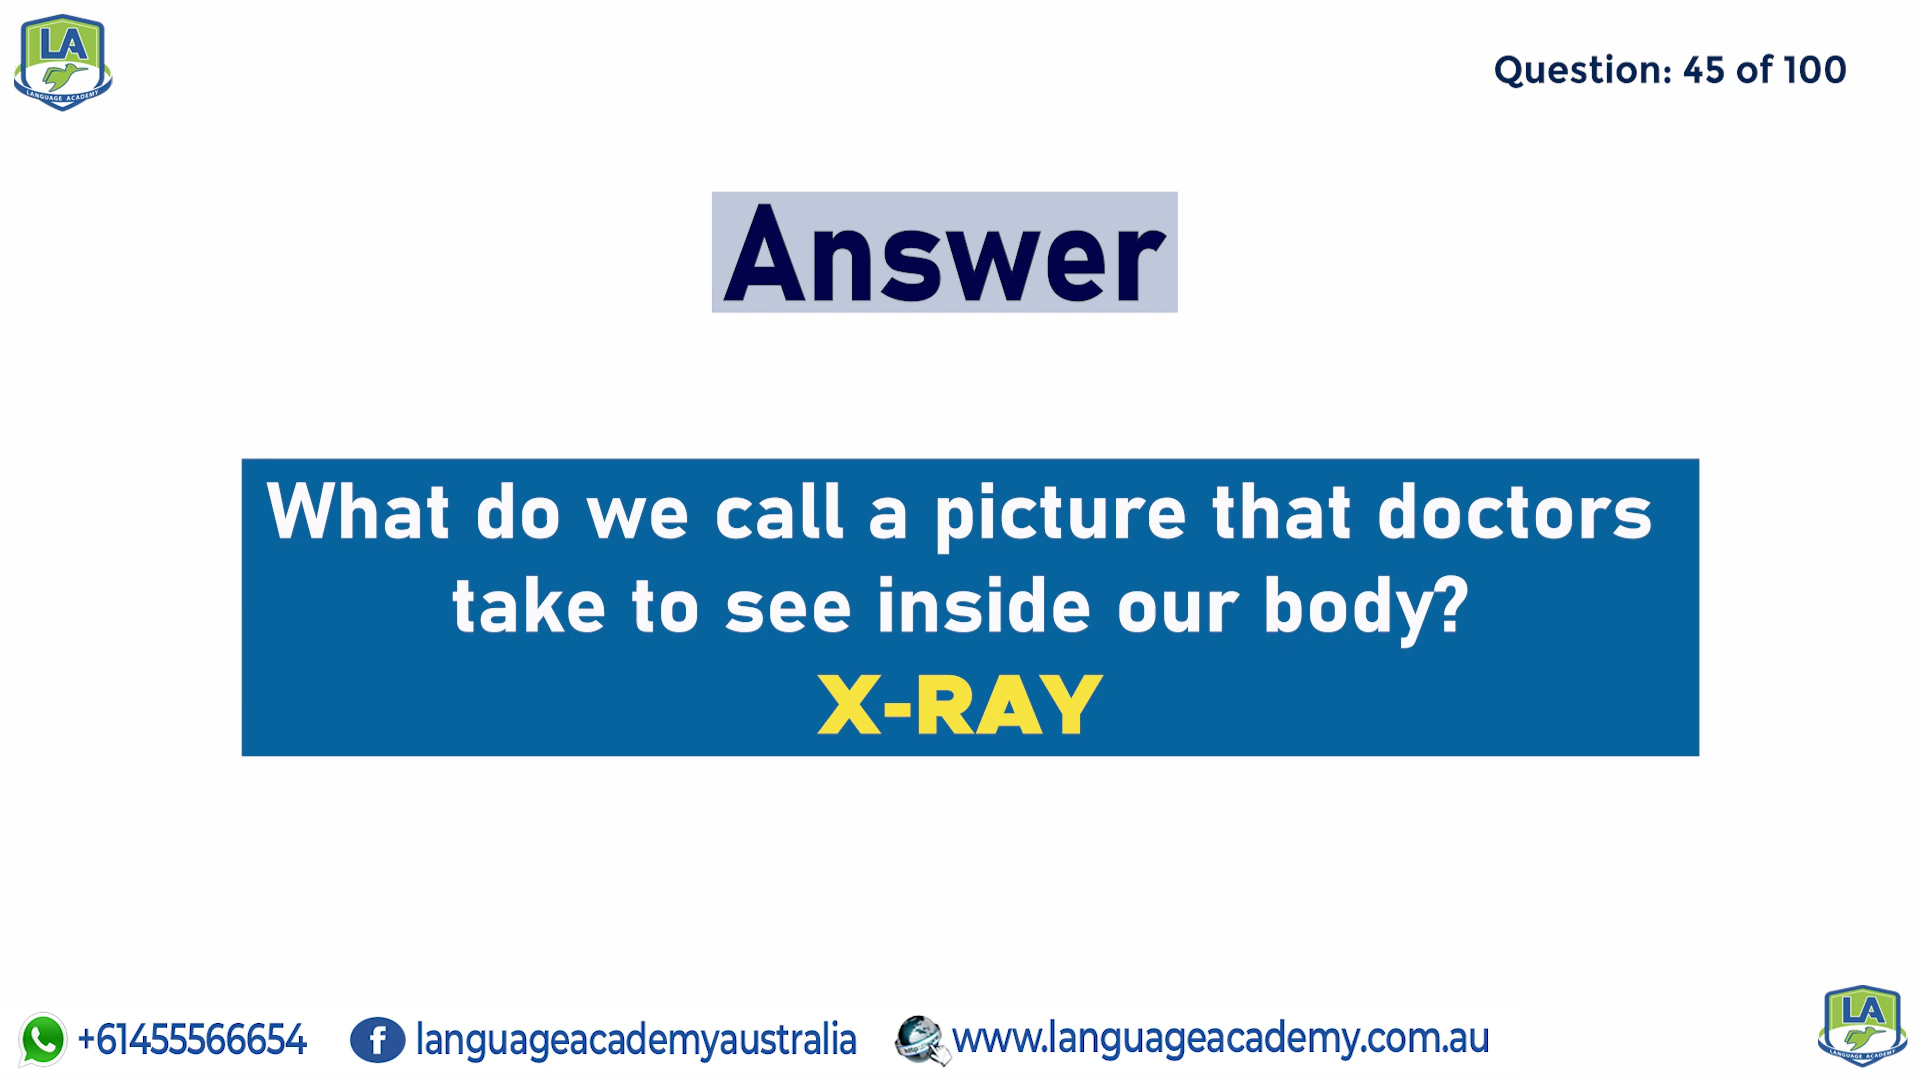 LA
LANGUAGE ACADEMY
Question: 45 of 100
Answer
What do we call a picture that doctors
take to see inside our body?
X-RAY
+61455566654
f languageacademyaustralia
http
www.languageacademy.com.au
LA
LANGUAGE ACADEMY